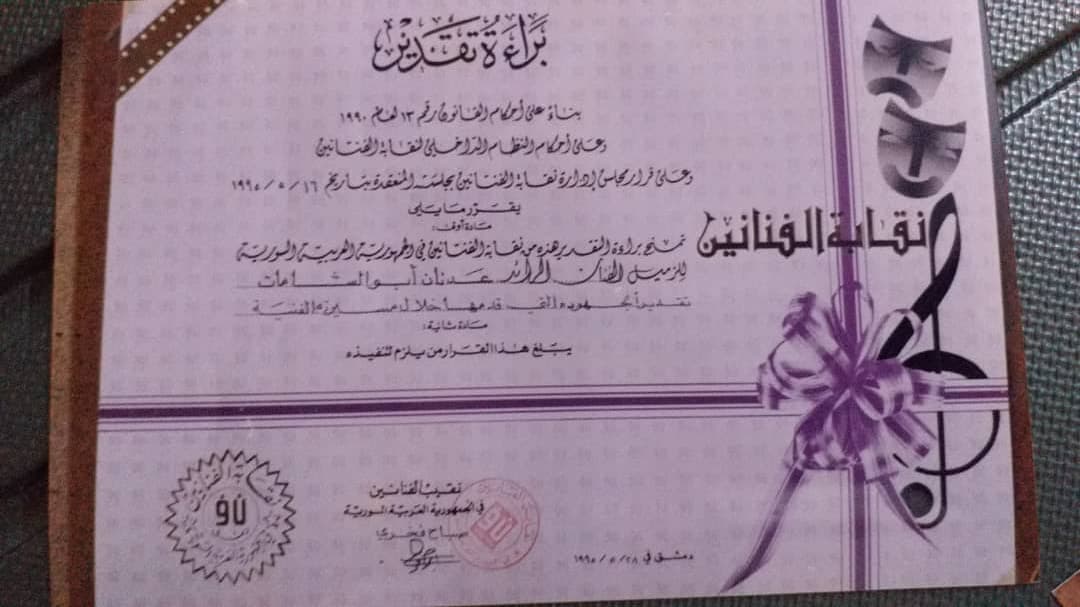 براءة تقدير
بناءً على أحكام القانون رقم ١٣ لعام ١٩٩٠
وعلى أحكام النظام الداخلي لنقابة الفنانين
وعلى قرار مجلس إدارة نقابة الفنانين بجلسته المنعقدة بتاريخ ١٦ / ٥ / ١٩٩٥
يقرر ما يلي
مادة أولى:
تمنح براءة التقدير هذه من نقابة الفنانين في الجمهورية العربية السورية
للزميل الفنان الرائد عدنان أبو الشامات
تقديراً لجهوده التي قدمها خلال مسيرته الفنية
مادة ثانية:
يبلغ هذا القرار من يلزم لتنفيذه
نقابة الفنانين
نقيب الفنانين
في الجمهورية العربية السورية
صباح فخري
دمشق في ٢٨ / ٥ / ١٩٩٥